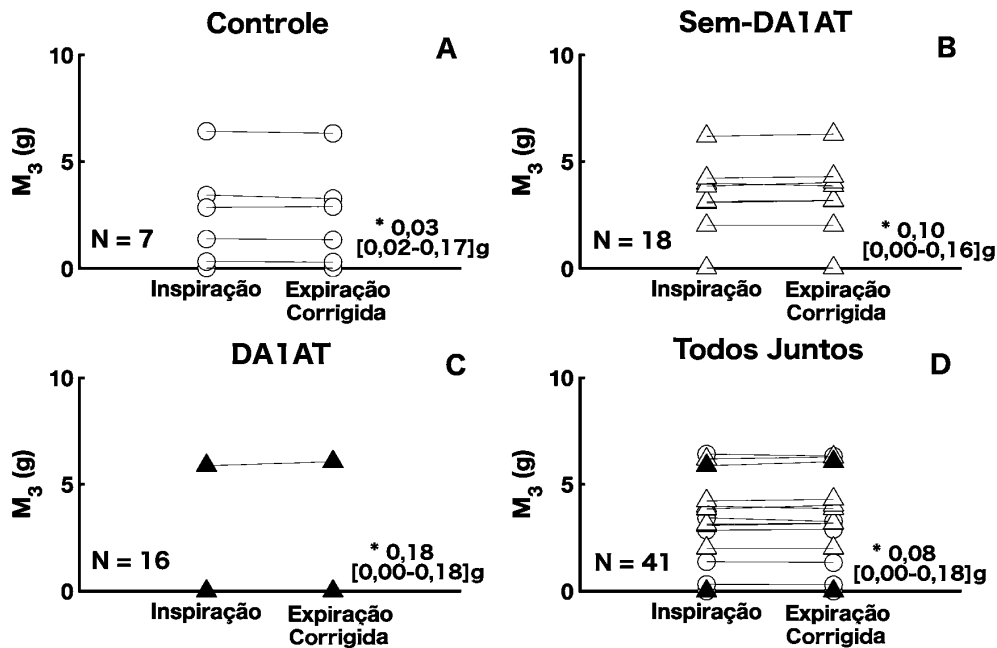 Controle
A
10
5
0
M3 (g)
N = 7
* 0,03
[0,02-0,17]g
Inspiração
Expiração
Corrigida
Sem-DA1AT
B
10
5
0
M3 (g)
N = 18
* 0,10
[0,00-0,16]g
Inspiração
Expiração
Corrigida
DA1AT
C
10
5
0
M3 (g)
N = 16
* 0,18
[0,00-0,18]g
Inspiração
Expiração
Corrigida
Todos Juntos
D
10
5
0
M3 (g)
N = 41
* 0,08
[0,00-0,18]g
Inspiração
Expiração
Corrigida